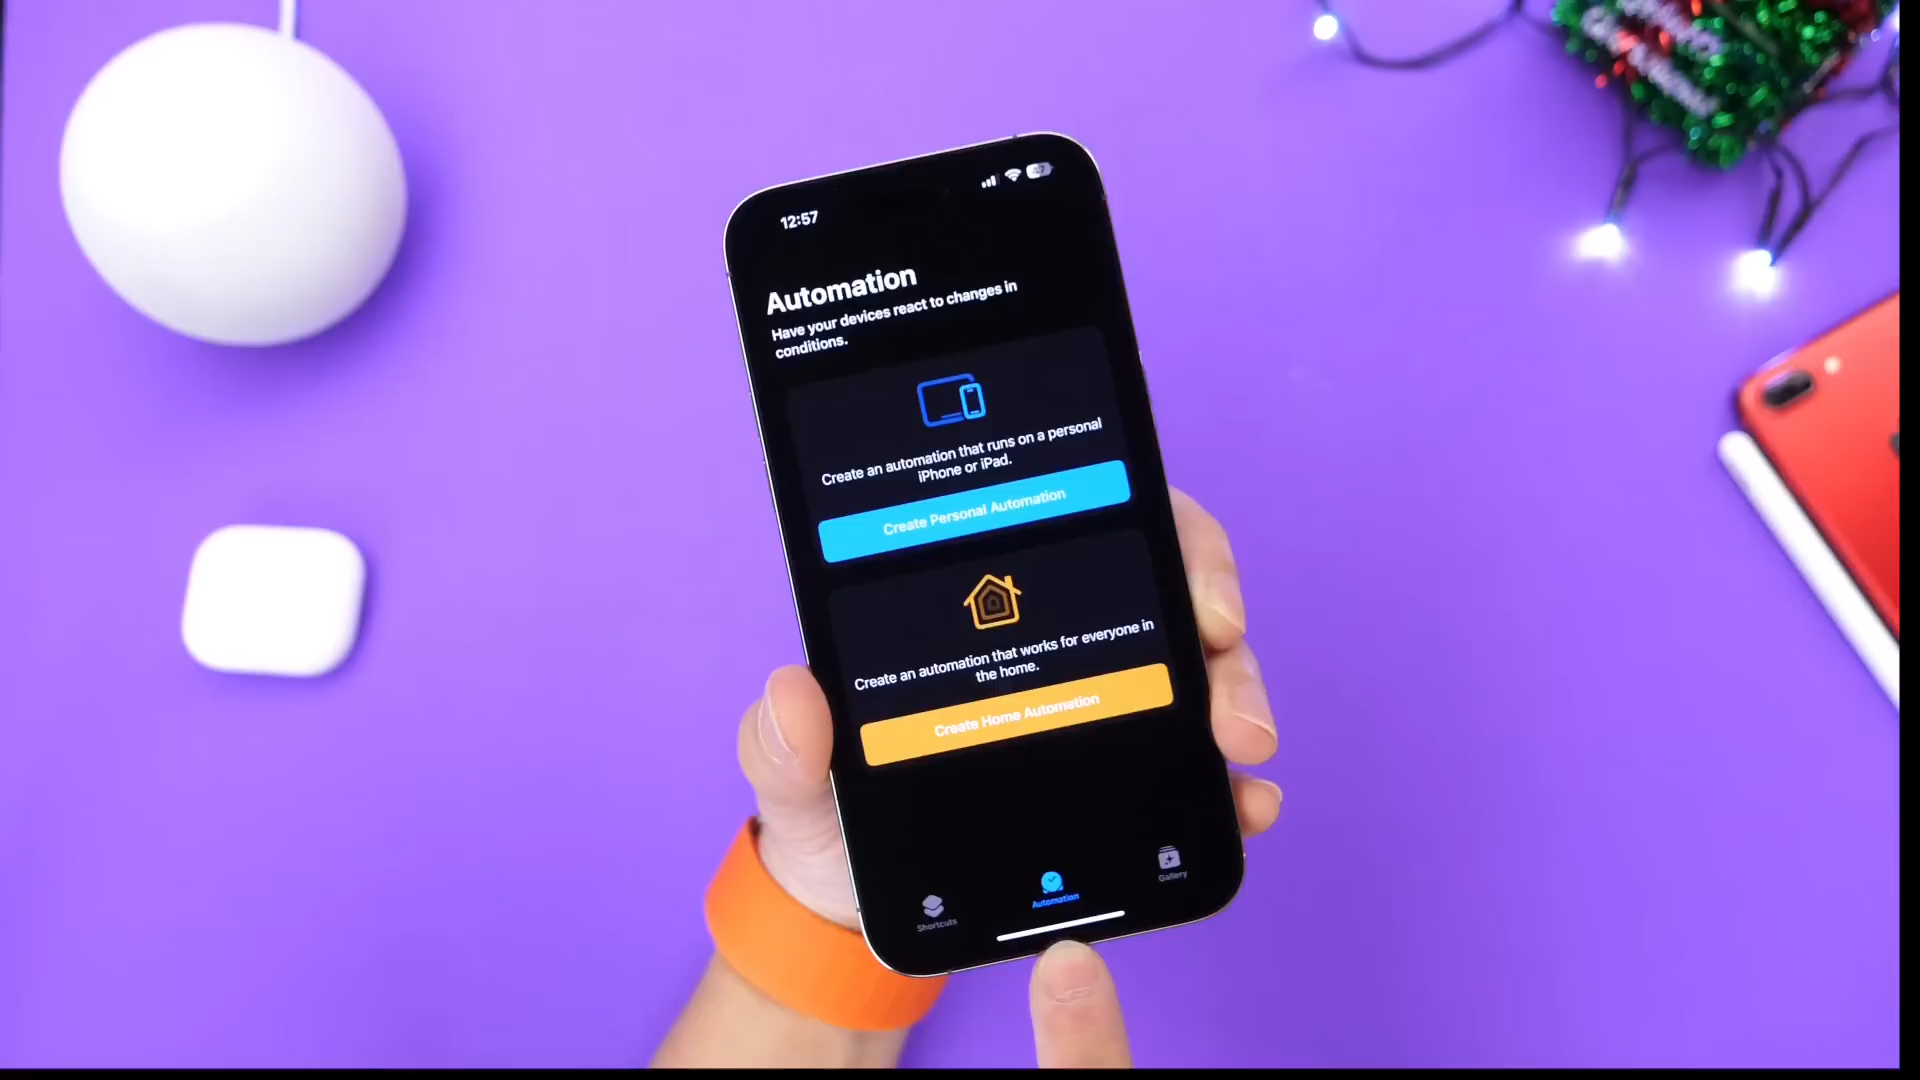 12:57
47
Automation
Have your devices react to changes in
conditions.
Create an automation that runs on a personal
iPhone or iPad.
Create Personal Automation
Create an automation that works for everyone in
the home.
Create Home Automation
Shortcuts
Automation
Gallery